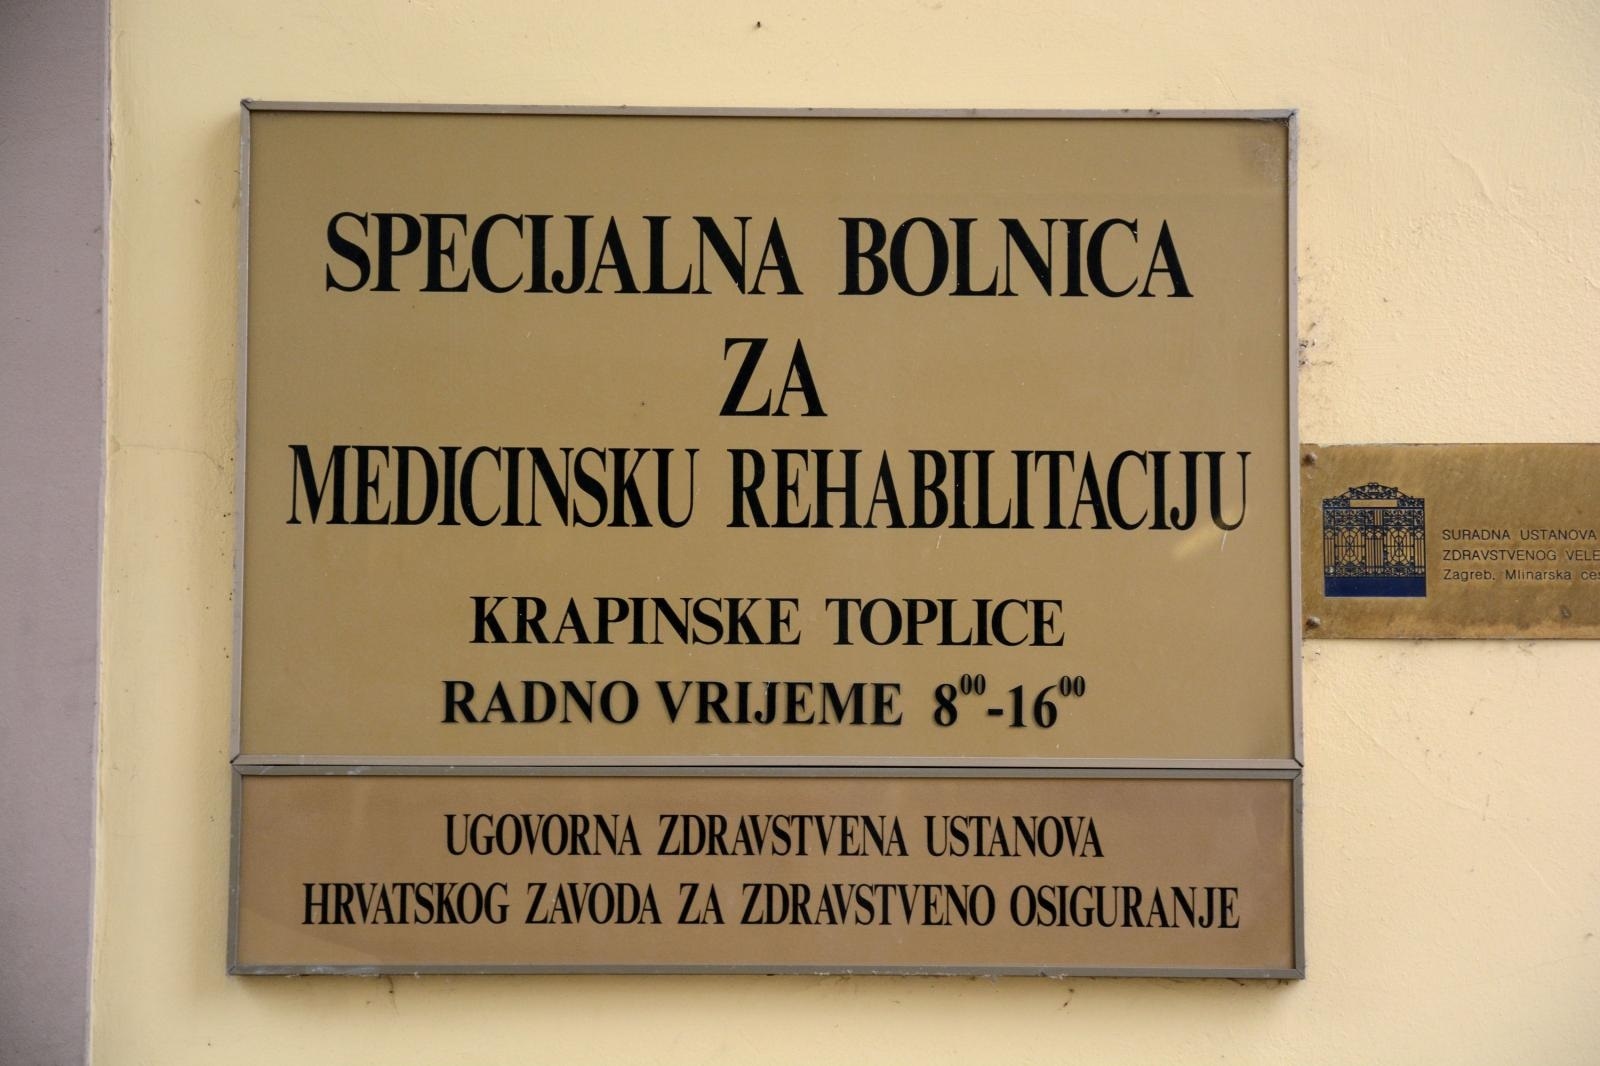 SPECIJALNA BOLNICA
ZA
MEDICINSKU REHABILITACIJU
KRAPINSKE TOPLICE
RADNO VRIJEME 8⁰⁰-16⁰⁰
UGOVORNA ZDRAVSTVENA USTANOVA
HRVATSKOG ZAVODA ZA ZDRAVSTVENO OSIGURANJE
SURADNA USTANOVA
ZDRAVSTVENOG
Zagreb, Mlinarska